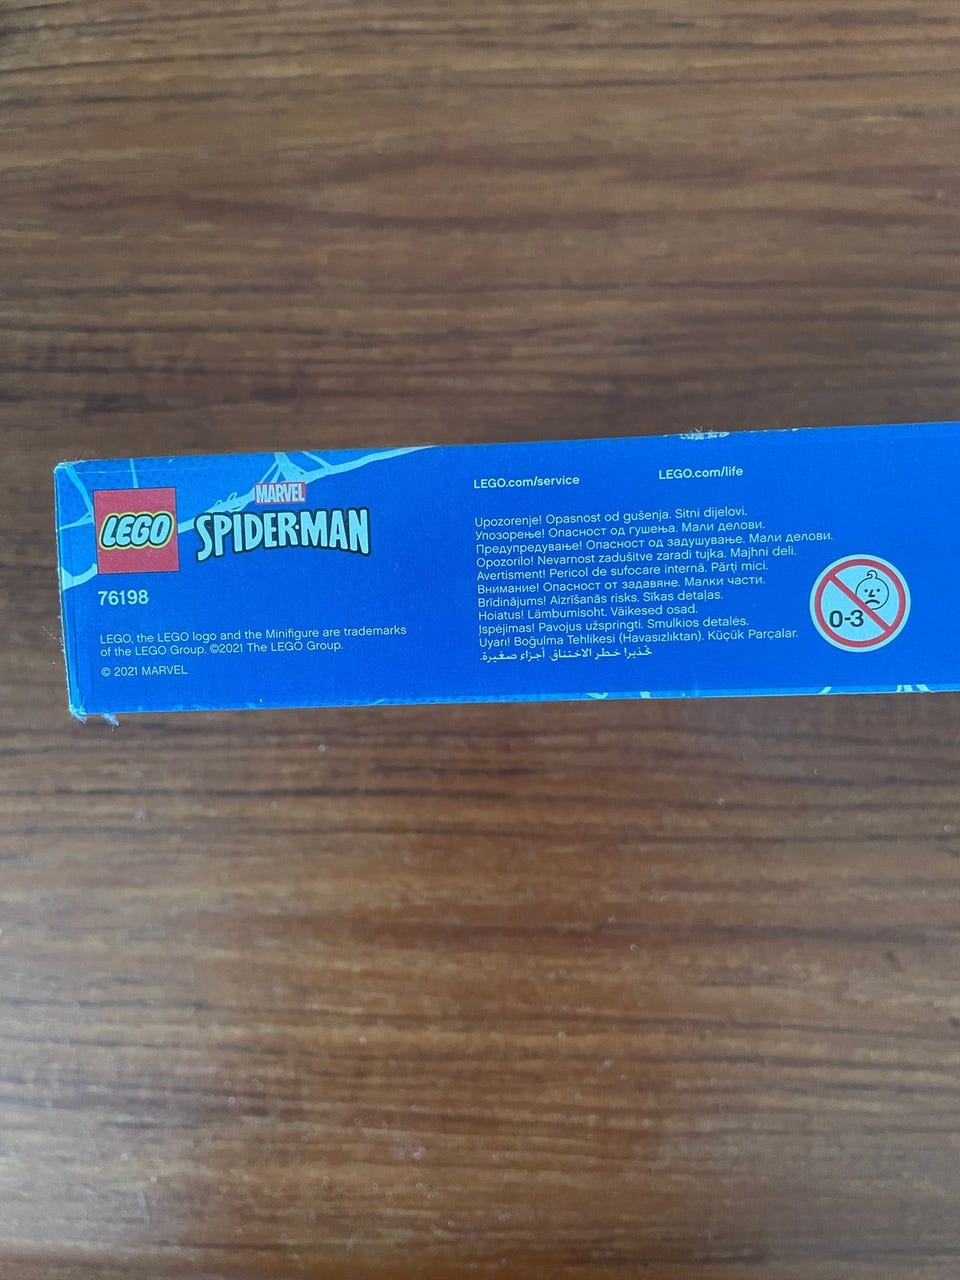 LEGO
MARVEL
SPIDER-MAN
76198
LEGO, the LEGO logo and the Minifigure are trademarks
of the LEGO Group. ©2021 The LEGO Group.
© 2021 MARVEL
LEGO.com/service
LEGO.com/life
Upozorenje! Opasnost od gušenja. Sitni dijelovi.
Упозорење! Опасност од гушења. Мали делови.
Предупредување! Опасност од задушување. Мали делови.
Opozorilo! Nevarnost zadušitve zaradi tujka. Majhni deli.
Avertisment! Pericol de sufocare internă. Părți mici.
Внимание! Опасност от задавяне. Малки части.
Brīdinājums! Aizrīšanās risks. Sīkas detaļas.
Hoiatus! Lämbumisoht. Väikesed osad.
Įspėjimas! Pavojus užspringti. Smulkios detalės.
Uyarı! Boğulma Tehlikesi (Havasızlıktan). Küçük Parçalar.
تحذير! خطر الاختناق. أجزاء صغيرة.
0-3